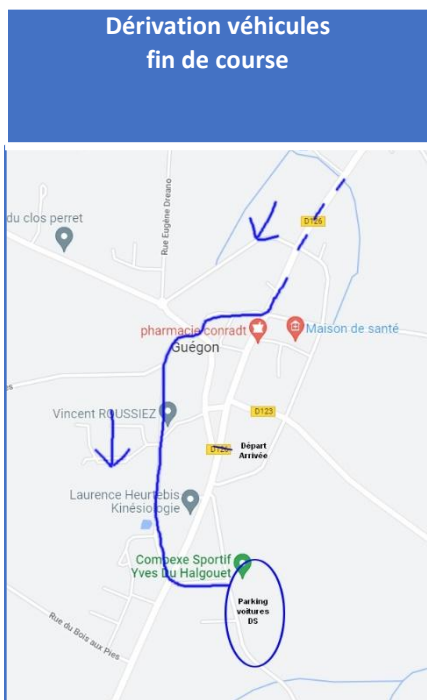 Dérivation véhicules
fin de course
du clos perret
Rue Eugène Dreano
D126
pharmacie conradt
Maison de santé
Guégon
Vincent ROUSSIEZ
D123
D126
Départ
Arrivée
Laurence Heurtebis
Kinésiologie
Compexe Sportif
Yves Du Halgouet
Parking
voitures
DS
Rue du Bois aux Pies